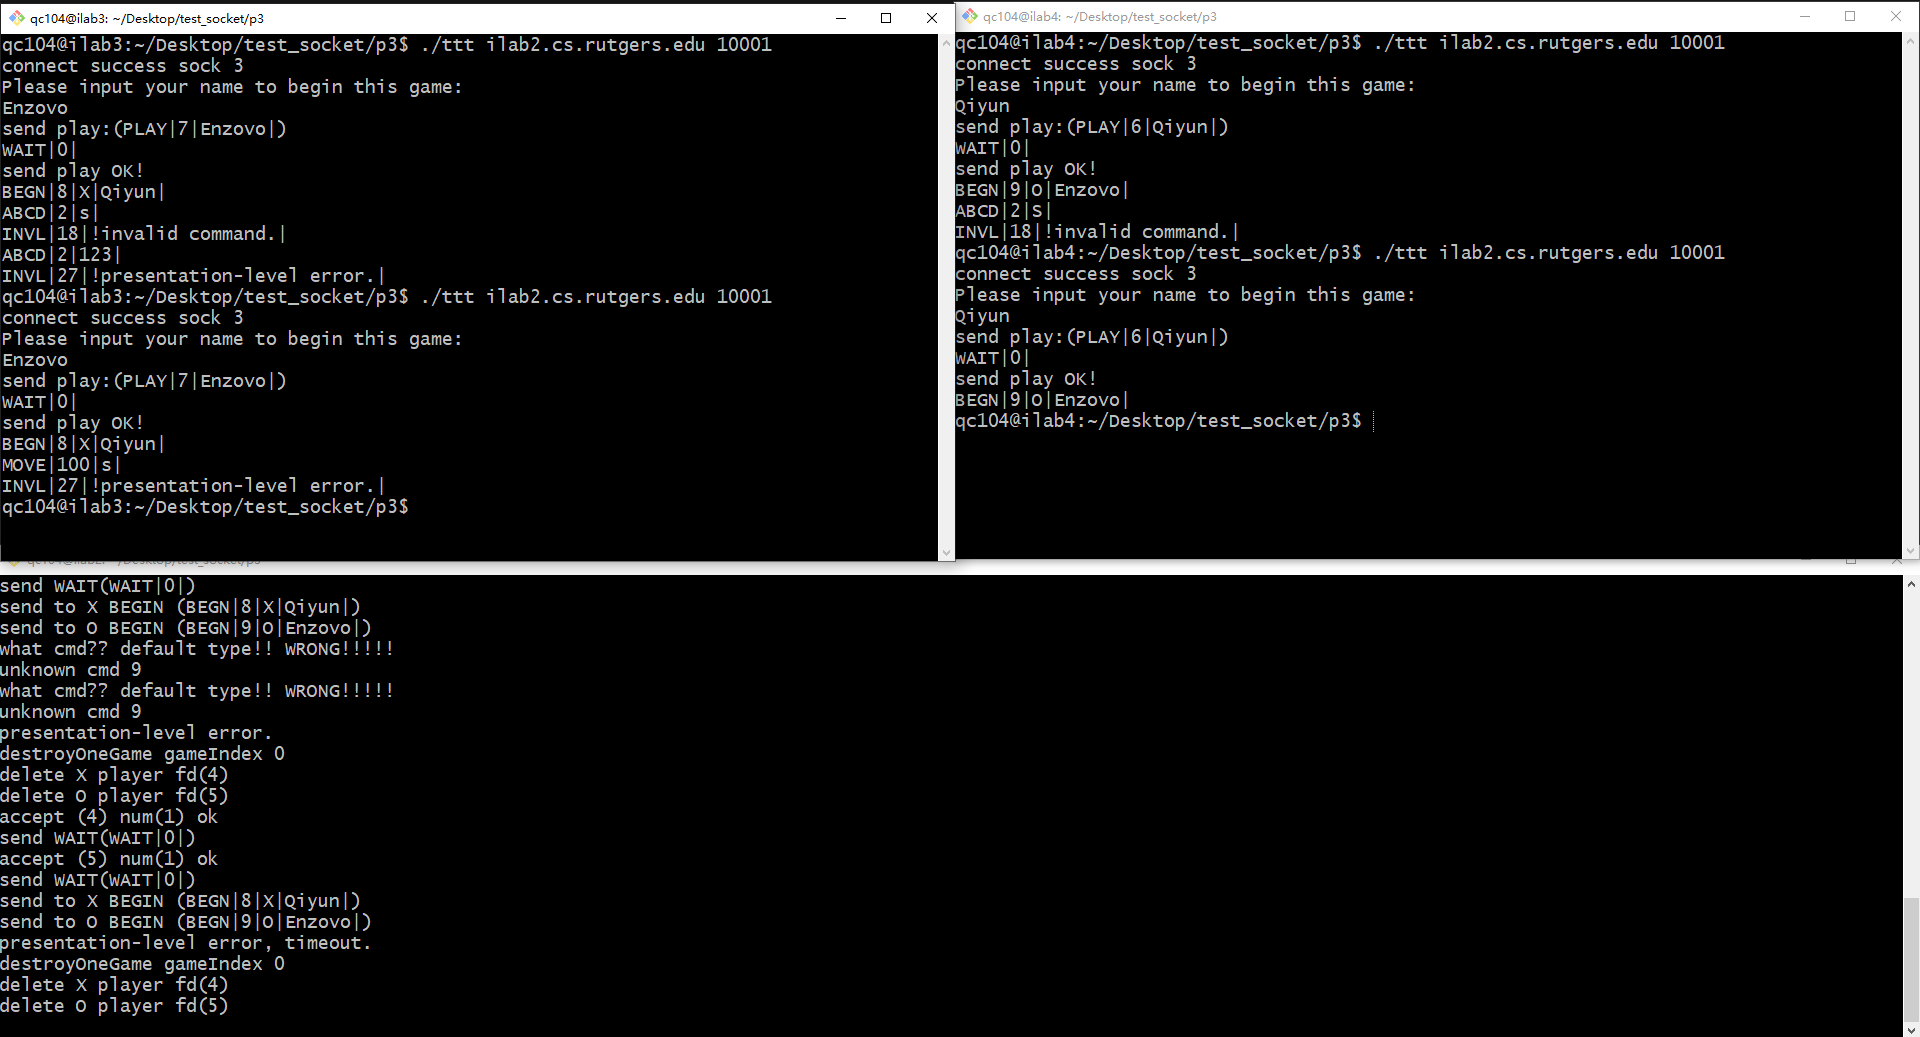 qc104@ilab3: ~/Desktop/test_socket/p3
qc104@ilab3:~/Desktop/test_socket/p3$ ./ttt ilab2.cs.rutgers.edu 10001
connect success sock 3
Please input your name to begin this game:
Enzovo
send play:(PLAY|7|Enzovo|)
WAIT|0|
send play OK!
BEGN|8|X|Qiyun|
ABCD|2|s|
INVL|18|!invalid command.|
ABCD|2|123|
INVL|27|!presentation-level error.|
qc104@ilab3:~/Desktop/test_socket/p3$ ./ttt ilab2.cs.rutgers.edu 10001
connect success sock 3
Please input your name to begin this game:
Enzovo
send play:(PLAY|7|Enzovo|)
WAIT|0|
send play OK!
BEGN|8|X|Qiyun|
MOVE|100|s|
INVL|27|!presentation-level error.|
qc104@ilab3:~/Desktop/test_socket/p3$
qc104@ilab4: ~/Desktop/test_socket/p3
qc104@ilab4:~/Desktop/test_socket/p3$ ./ttt ilab2.cs.rutgers.edu 10001
connect success sock 3
Please input your name to begin this game:
Qiyun
send play:(PLAY|6|Qiyun|)
WAIT|0|
send play OK!
BEGN|9|O|Enzovo|
ABCD|2|S|
INVL|18|!invalid command.|
qc104@ilab4:~/Desktop/test_socket/p3$ ./ttt ilab2.cs.rutgers.edu 10001
connect success sock 3
Please input your name to begin this game:
Qiyun
send play:(PLAY|6|Qiyun|)
WAIT|0|
send play OK!
BEGN|9|O|Enzovo|
qc104@ilab4:~/Desktop/test_socket/p3$
send WAIT(WAIT|0|)
send to X BEGIN (BEGN|8|X|Qiyun|)
send to O BEGIN (BEGN|9|O|Enzovo|)
what cmd?? default type!! WRONG!!!!!
unknown cmd 9
what cmd?? default type!! WRONG!!!!!
unknown cmd 9
presentation-level error.
destroyOneGame gameIndex 0
delete X player fd(4)
delete O player fd(5)
accept (4) num(1) ok
send WAIT(WAIT|0|)
accept (5) num(1) ok
send WAIT(WAIT|0|)
send to X BEGIN (BEGN|8|X|Qiyun|)
send to O BEGIN (BEGN|9|O|Enzovo|)
presentation-level error, timeout.
destroyOneGame gameIndex 0
delete X player fd(4)
delete O player fd(5)